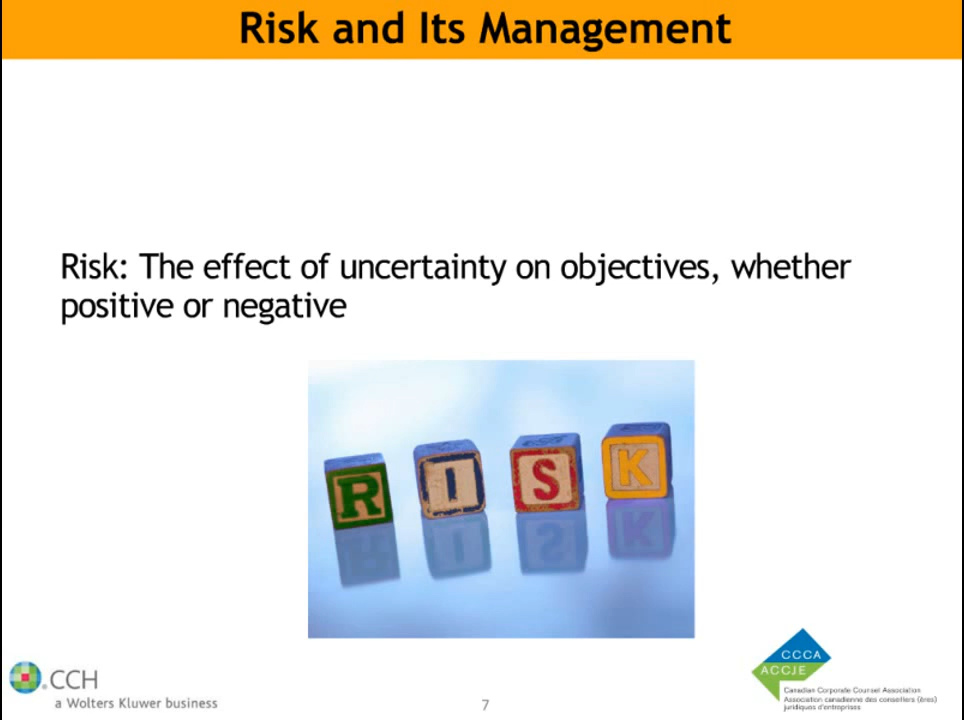 Risk and Its Management
Risk: The effect of uncertainty on objectives, whether
positive or negative
R I S K
CCH
a Wolters Kluwer business
7
CCCA
ACCJE
Canadian Corporate Counsel Association
Association canadienne des conseillers (ères)
juridiques d'entreprises